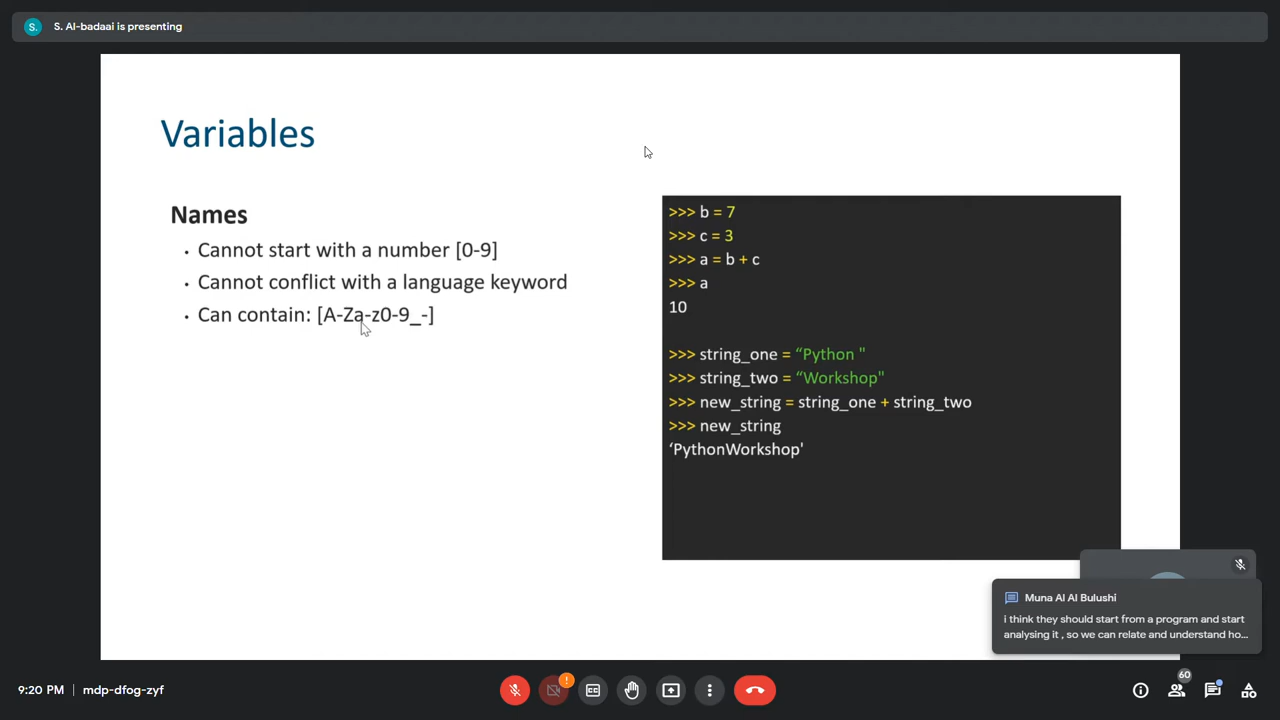 S. S. Al-badaai is presenting
Variables
Names
• Cannot start with a number [0-9]
• Cannot conflict with a language keyword
• Can contain: [A-Za-z0-9_-]
>>> b = 7
>>> c = 3
>>> a = b + c
>>> a
10
>>> string_one = “Python "
>>> string_two = “Workshop"
>>> new_string = string_one + string_two
>>> new_string
‘PythonWorkshop'
Muna Al Al Bulushi
i think they should start from a program and start
analysing it , so we can relate and understand ho...
9:20 PM | mdp-dfog-zyf
!
CC
60